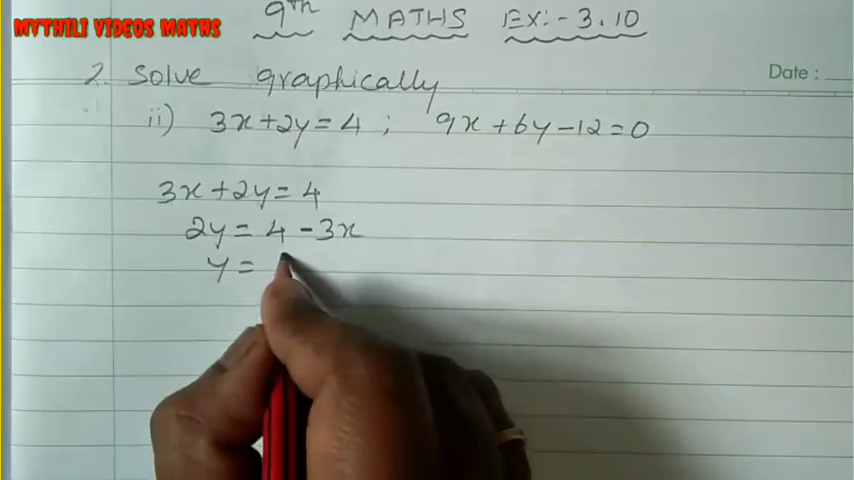 MYTHILI VIDEOS MATHS
9th MATHS EX:- 3.10
Date :
2. Solve graphically
ii) 3x+2y=4 ; 9x+6y-12=0
3x+2y=4
2y=4-3x
y=